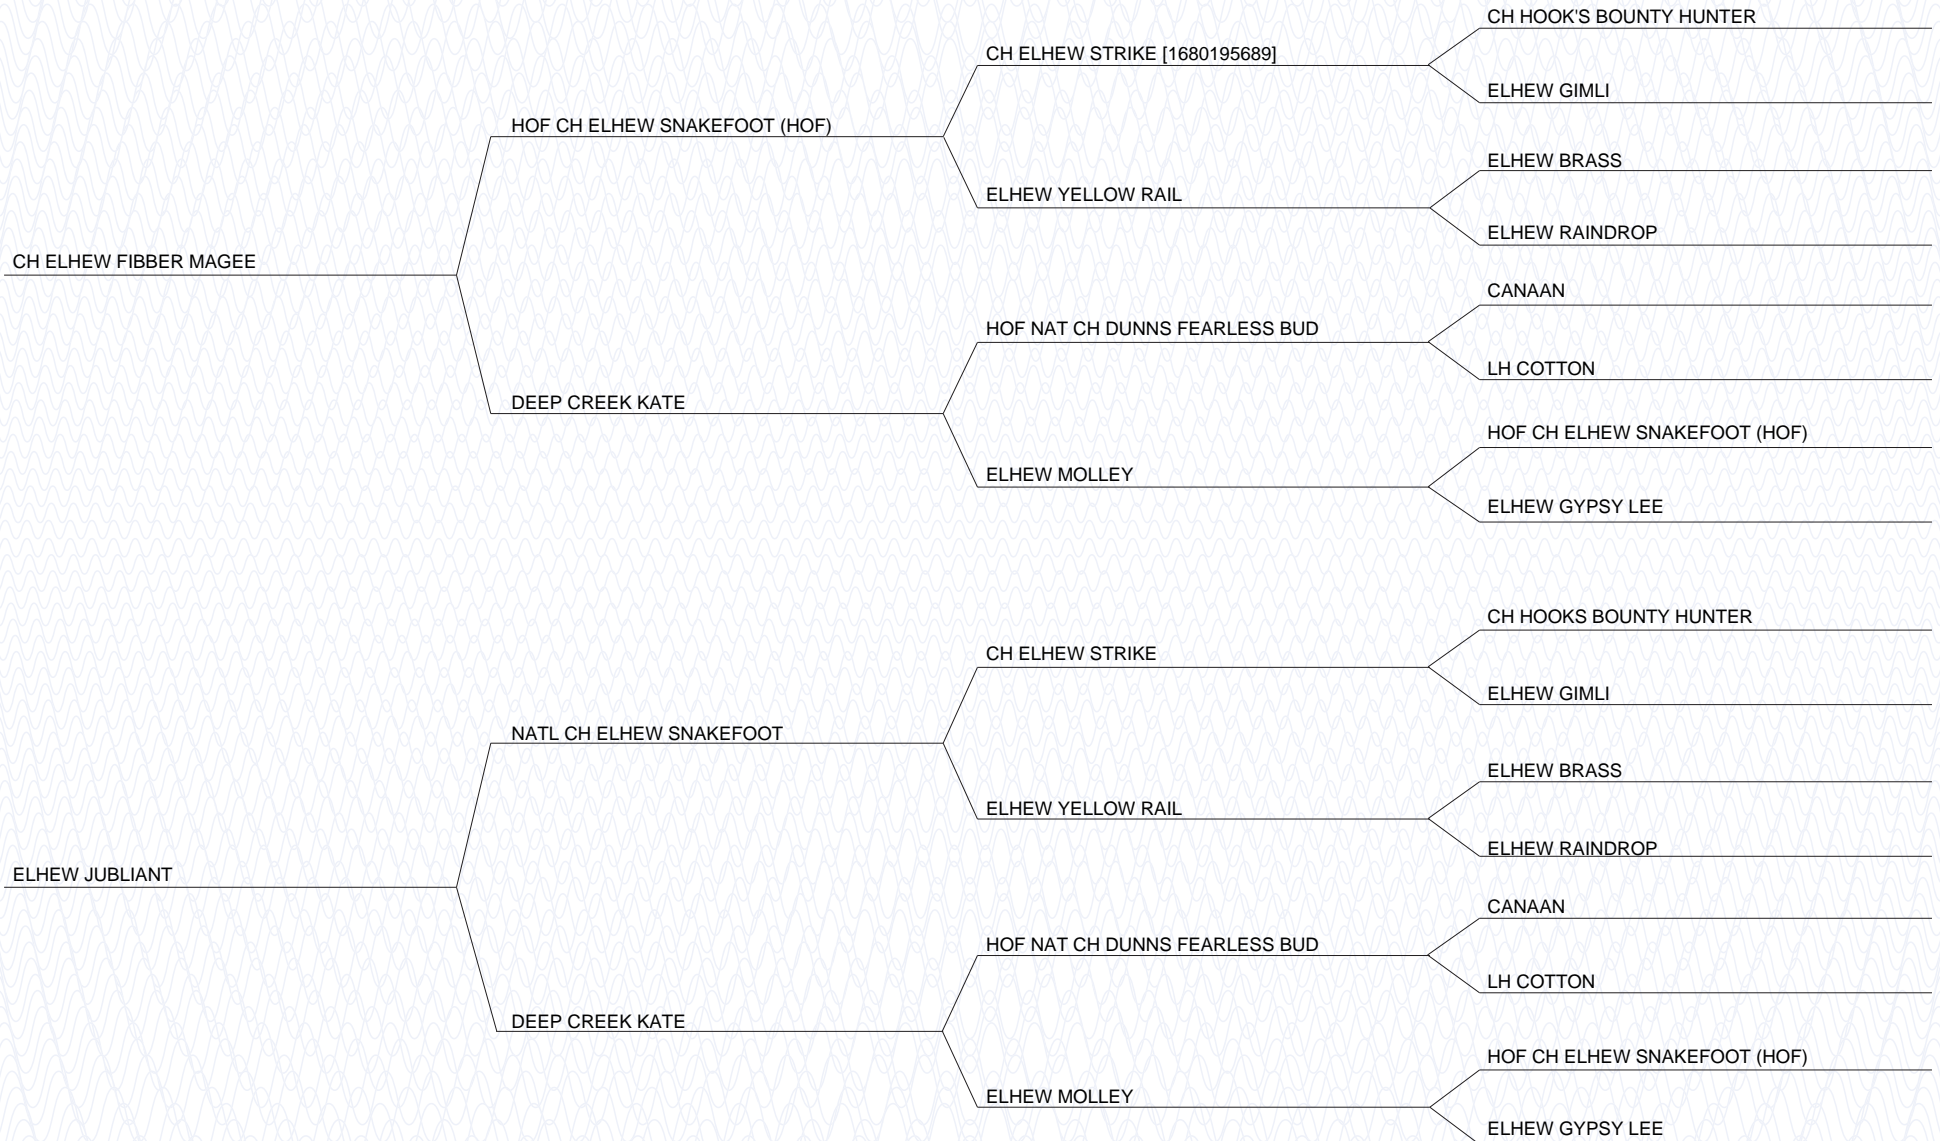 CH HOOK'S BOUNTY HUNTER
CH ELHEW STRIKE [1680195689]
ELHEW GIMLI
HOF CH ELHEW SNAKEFOOT (HOF)
ELHEW BRASS
ELHEW YELLOW RAIL
ELHEW RAINDROP
CH ELHEW FIBBER MAGEE
CANAAN
HOF NAT CH DUNNS FEARLESS BUD
LH COTTON
DEEP CREEK KATE
HOF CH ELHEW SNAKEFOOT (HOF)
ELHEW MOLLEY
ELHEW GYPSY LEE
CH HOOKS BOUNTY HUNTER
CH ELHEW STRIKE
ELHEW GIMLI
NATL CH ELHEW SNAKEFOOT
ELHEW BRASS
ELHEW YELLOW RAIL
ELHEW RAINDROP
ELHEW JUBLIANT
CANAAN
HOF NAT CH DUNNS FEARLESS BUD
LH COTTON
DEEP CREEK KATE
HOF CH ELHEW SNAKEFOOT (HOF)
ELHEW MOLLEY
ELHEW GYPSY LEE